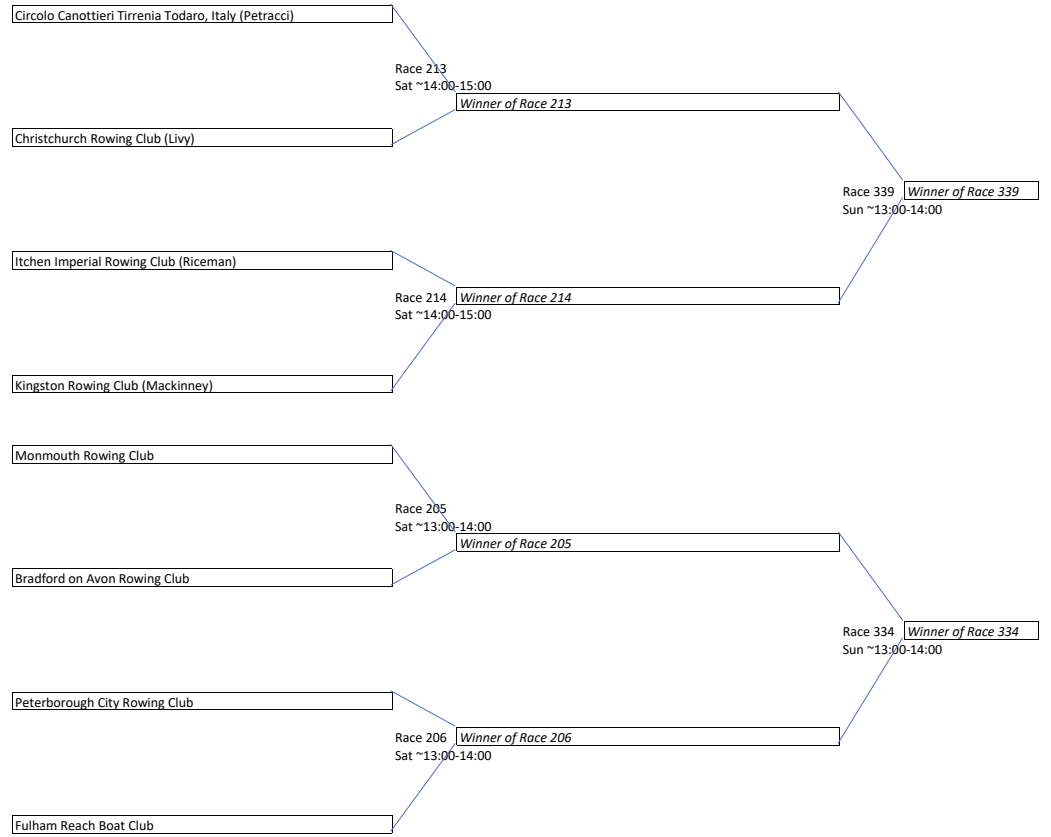 Circolo Canottieri Tirrenia Todaro, Italy (Petracci)
Race 213
Sat ~14:00-15:00
Winner of Race 213
Christchurch Rowing Club (Livy)
Race 339
Winner of Race 339
Sun ~13:00-14:00
Itchen Imperial Rowing Club (Riceman)
Race 214
Winner of Race 214
Sat ~14:00-15:00
Kingston Rowing Club (Mackinney)
Monmouth Rowing Club
Race 205
Sat ~13:00-14:00
Winner of Race 205
Bradford on Avon Rowing Club
Race 334
Winner of Race 334
Sun ~13:00-14:00
Peterborough City Rowing Club
Race 206
Winner of Race 206
Sat ~13:00-14:00
Fulham Reach Boat Club